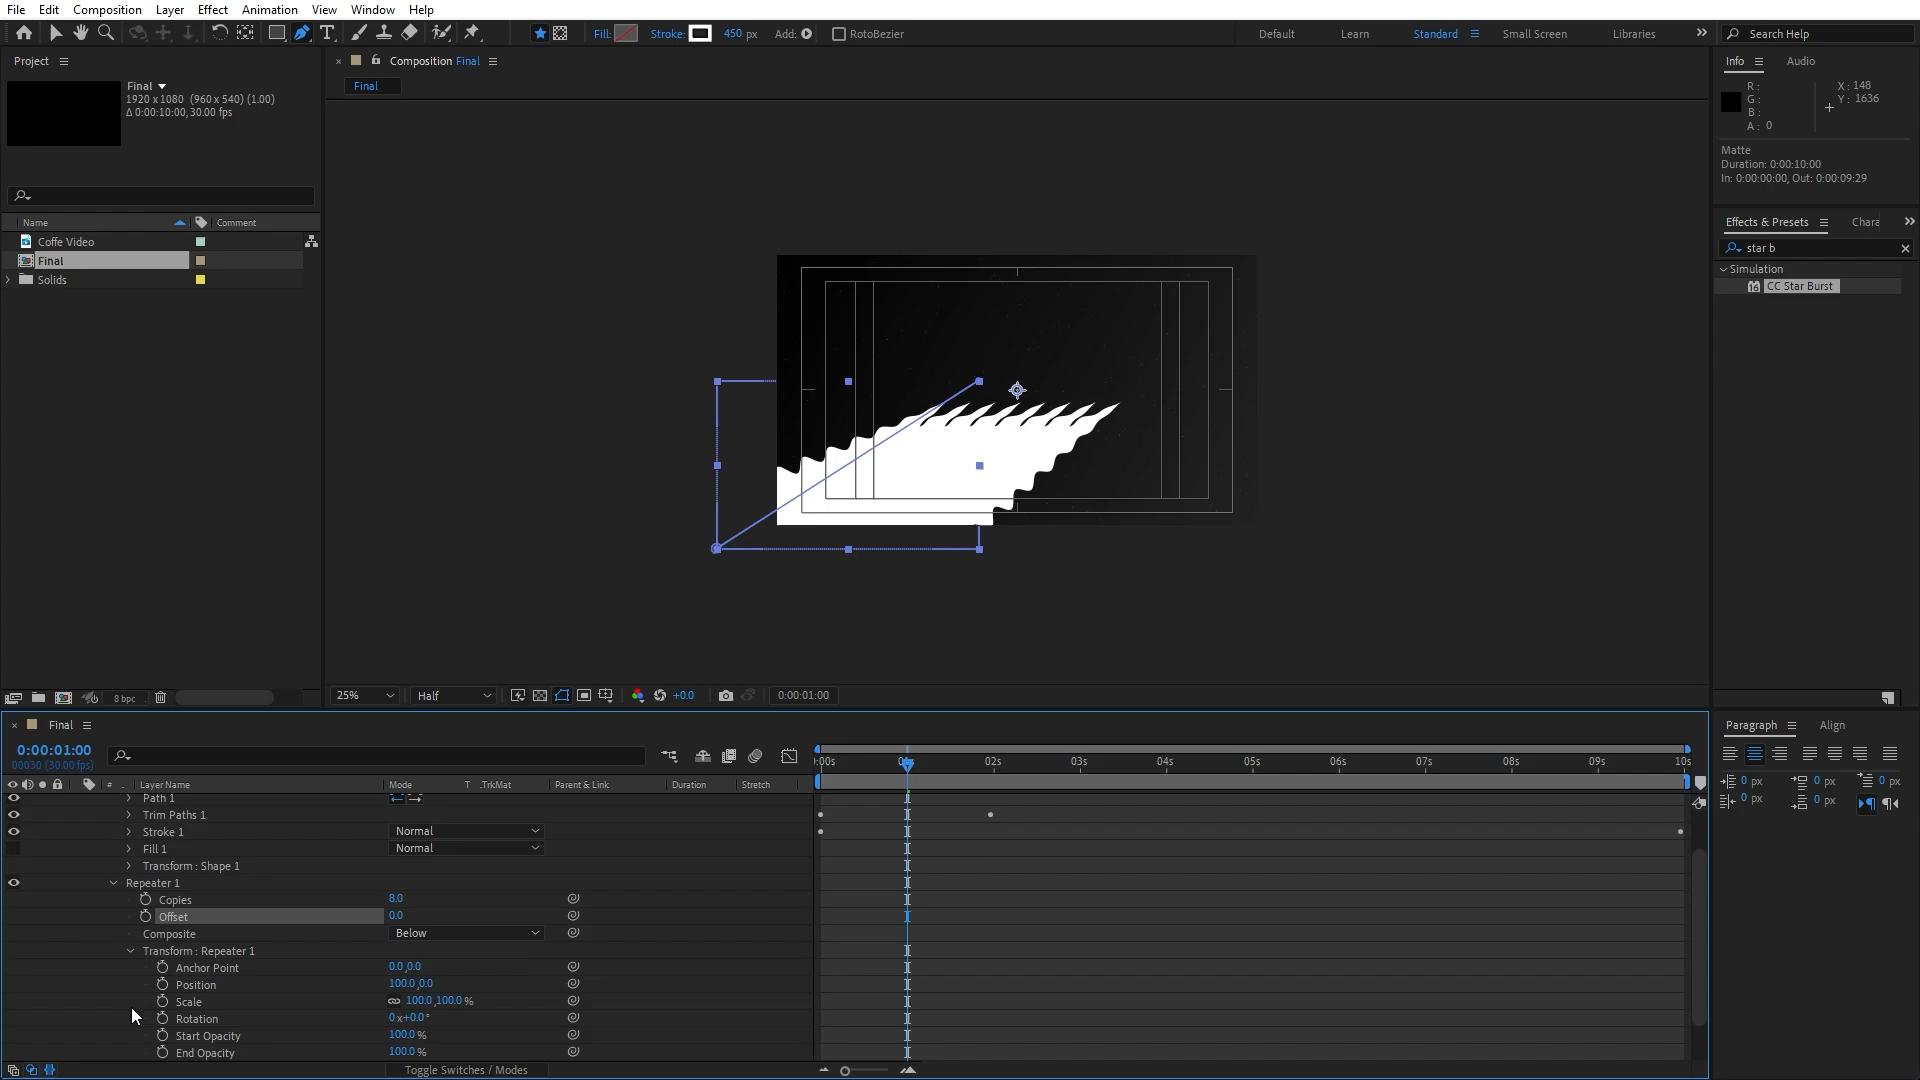 File Edit Composition Layer Effect Animation View Window Help
Fill: Stroke: 450 px Add: RotoBezier Default Learn Standard Small Screen Libraries Search Help
Project
Final
1920 x 1080 (960 x 540) (1.00)
Δ 0:00:10:00, 30.00 fps
Name Comment
Coffe Video
Final
Solids
8 bpc
Composition Final
Final
25% Half +0.0 0:00:01:00
Info Audio
R :
G :
B :
A : 0
X : 148
Y : 1636
Matte
Duration: 0:00:10:00
In: 0:00:00:00, Out: 0:00:09:29
Effects & Presets Chara
star b
Simulation
16 CC Star Burst
Final
0:00:01:00
00030 (30.00 fps)
# Layer Name Mode T .TrkMat Parent & Link Duration Stretch
:00s 01s 02s 03s 04s 05s 06s 07s 08s 09s 10s
Path 1
Trim Paths 1
Stroke 1 Normal
Fill 1 Normal
Transform : Shape 1
Repeater 1
Copies 8.0
Offset 0.0
Composite Below
Transform : Repeater 1
Anchor Point 0.0 ,0.0
Position 100.0 ,0.0
Scale 100.0 ,100.0 %
Rotation 0 x+0.0 °
Start Opacity 100.0 %
End Opacity 100.0 %
Toggle Switches / Modes
Paragraph Align
0 px 0 px 0 px
0 px 0 px